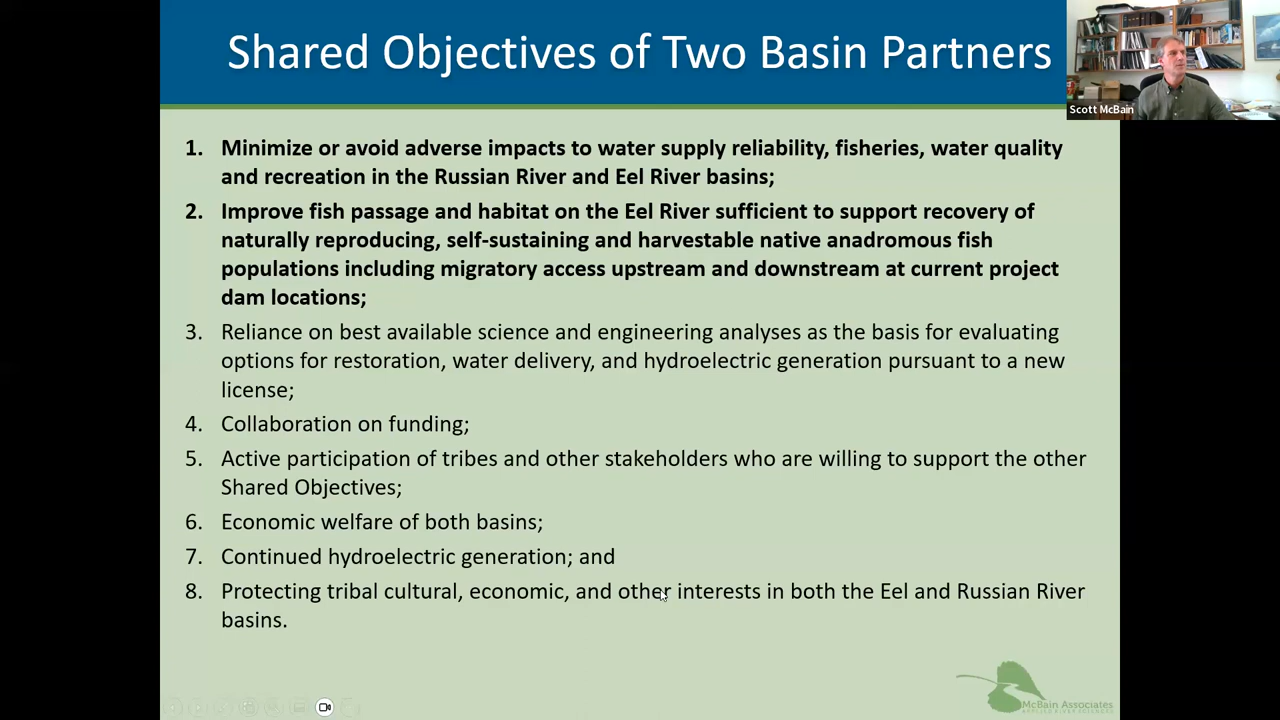 Shared Objectives of Two Basin Partners
Scott McBain
1. Minimize or avoid adverse impacts to water supply reliability, fisheries, water quality
and recreation in the Russian River and Eel River basins;
2. Improve fish passage and habitat on the Eel River sufficient to support recovery of
naturally reproducing, self-sustaining and harvestable native anadromous fish
populations including migratory access upstream and downstream at current project
dam locations;
3. Reliance on best available science and engineering analyses as the basis for evaluating
options for restoration, water delivery, and hydroelectric generation pursuant to a new
license;
4. Collaboration on funding;
5. Active participation of tribes and other stakeholders who are willing to support the other
Shared Objectives;
6. Economic welfare of both basins;
7. Continued hydroelectric generation; and
8. Protecting tribal cultural, economic, and other interests in both the Eel and Russian River
basins.
McBain Associates
APPLIED RIVER SCIENCES